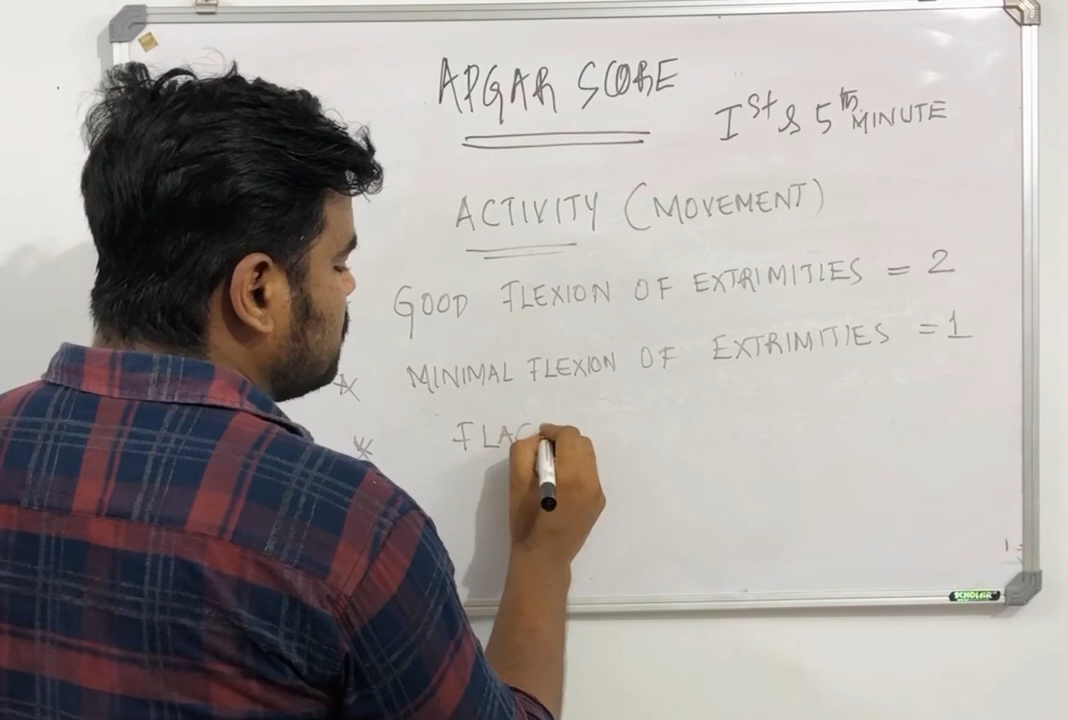 APGAR SCORE
Ist & 5th MINUTE
ACTIVITY (MOVEMENT)
GOOD FLEXION OF EXTRIMITIES = 2
MINIMAL FLEXION OF EXTRIMITIES = 1
FLAC
SCHOLAR